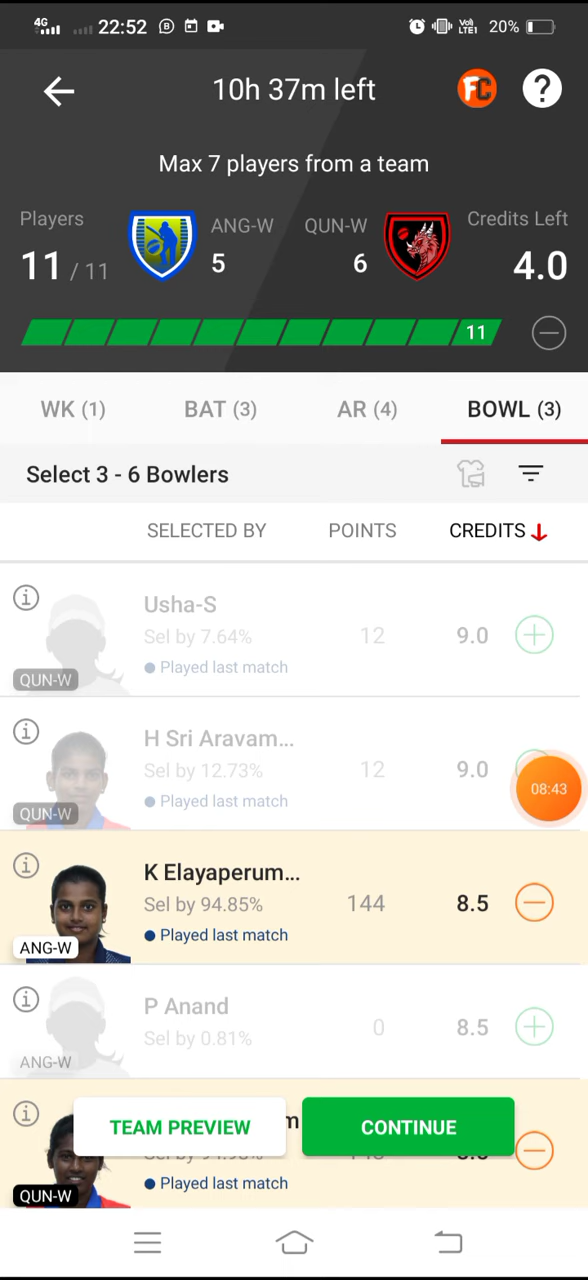 4G 22:52 20%
10h 37m left FC ?
Max 7 players from a team
Players ANG-W QUN-W Credits Left
11 / 11 5 6 4.0
11
WK (1) BAT (3) AR (4) BOWL (3)
Select 3 - 6 Bowlers
SELECTED BY POINTS CREDITS
Usha-S
Sel by 7.64% 12 9.0
Played last match
QUN-W
H Sri Aravam...
Sel by 12.73% 12 9.0
08:43
Played last match
QUN-W
K Elayaperum...
Sel by 94.85% 144 8.5
Played last match
ANG-W
P Anand
Sel by 0.81% 0 8.5
ANG-W
TEAM PREVIEW CONTINUE
Played last match
QUN-W